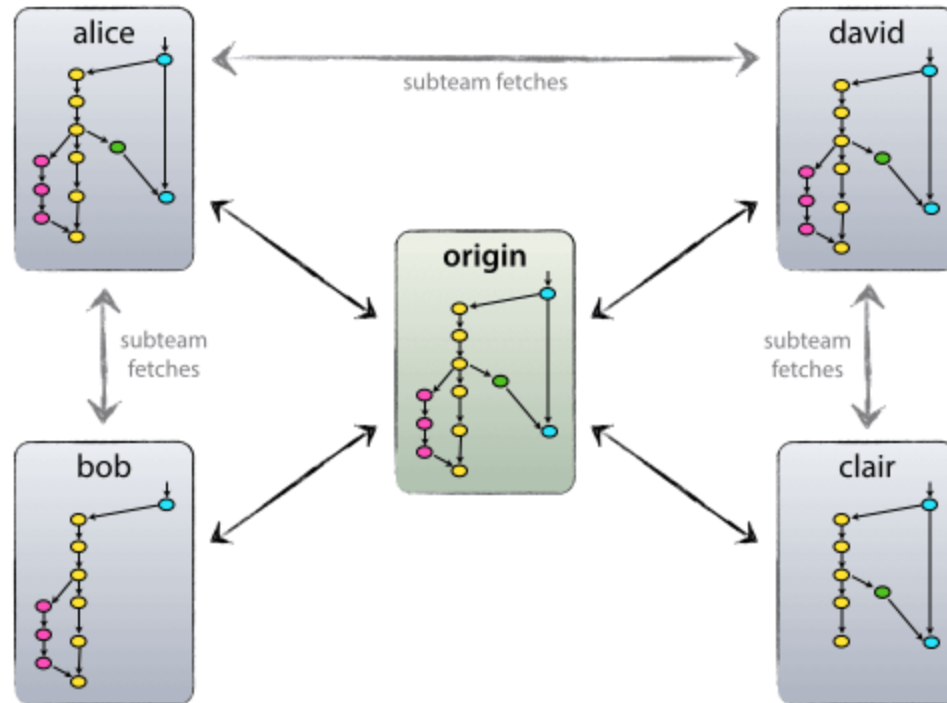 alice
david
subteam fetches
origin
subteam
fetches
subteam
fetches
bob
clair